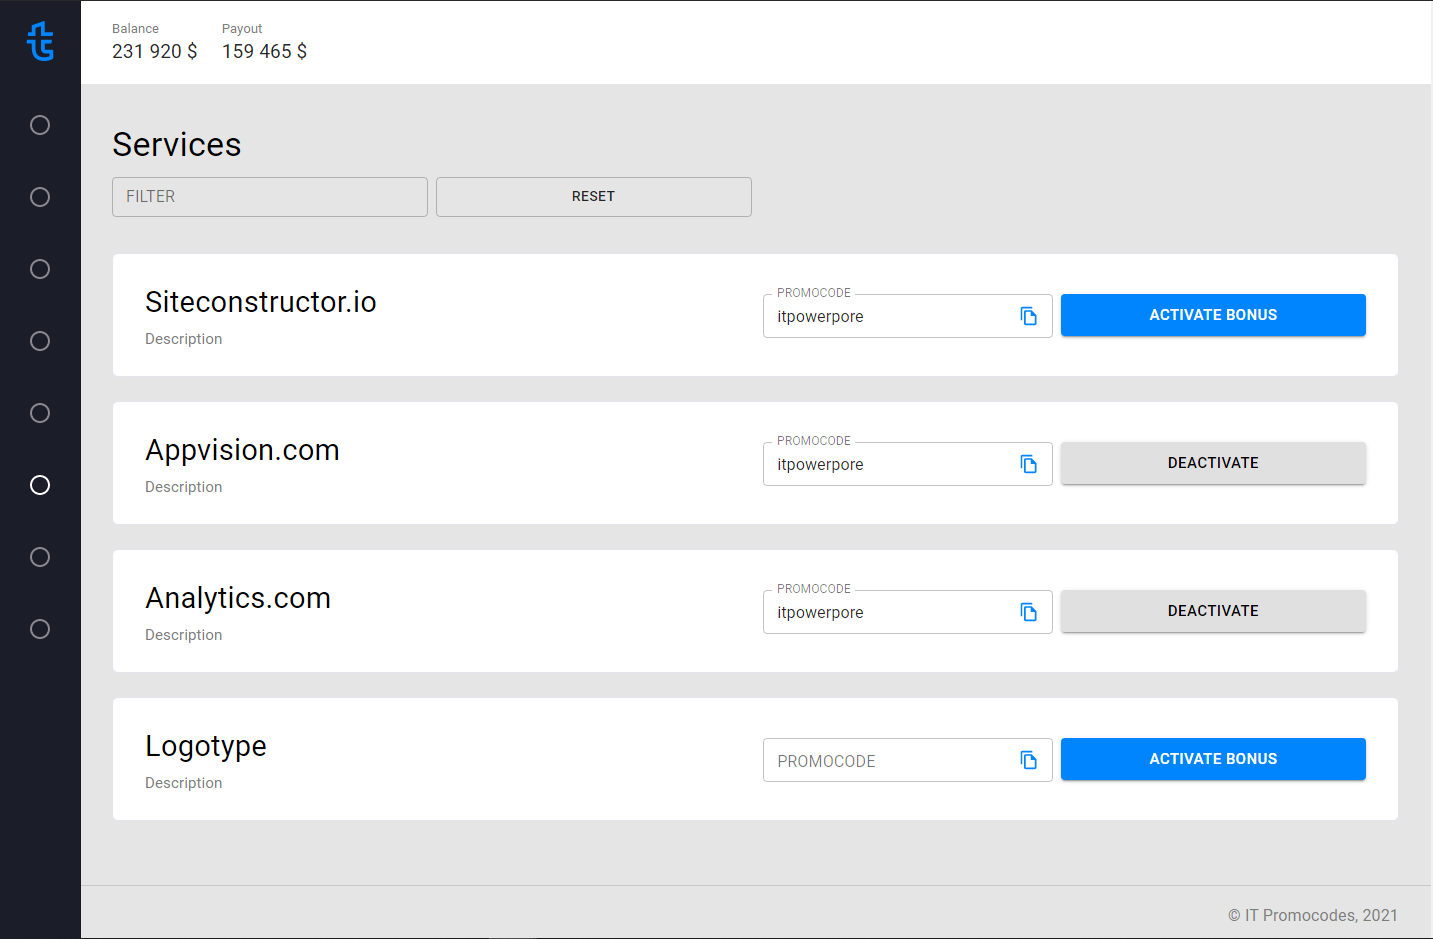 Balance Payout
231 920 $ 159 465 $
Services
FILTER RESET
Siteconstructor.io
Description
PROMOCODE
itpowerpore
ACTIVATE BONUS
Appvision.com
Description
PROMOCODE
itpowerpore
DEACTIVATE
Analytics.com
Description
PROMOCODE
itpowerpore
DEACTIVATE
Logotype
Description
PROMOCODE
ACTIVATE BONUS
© IT Promocodes, 2021